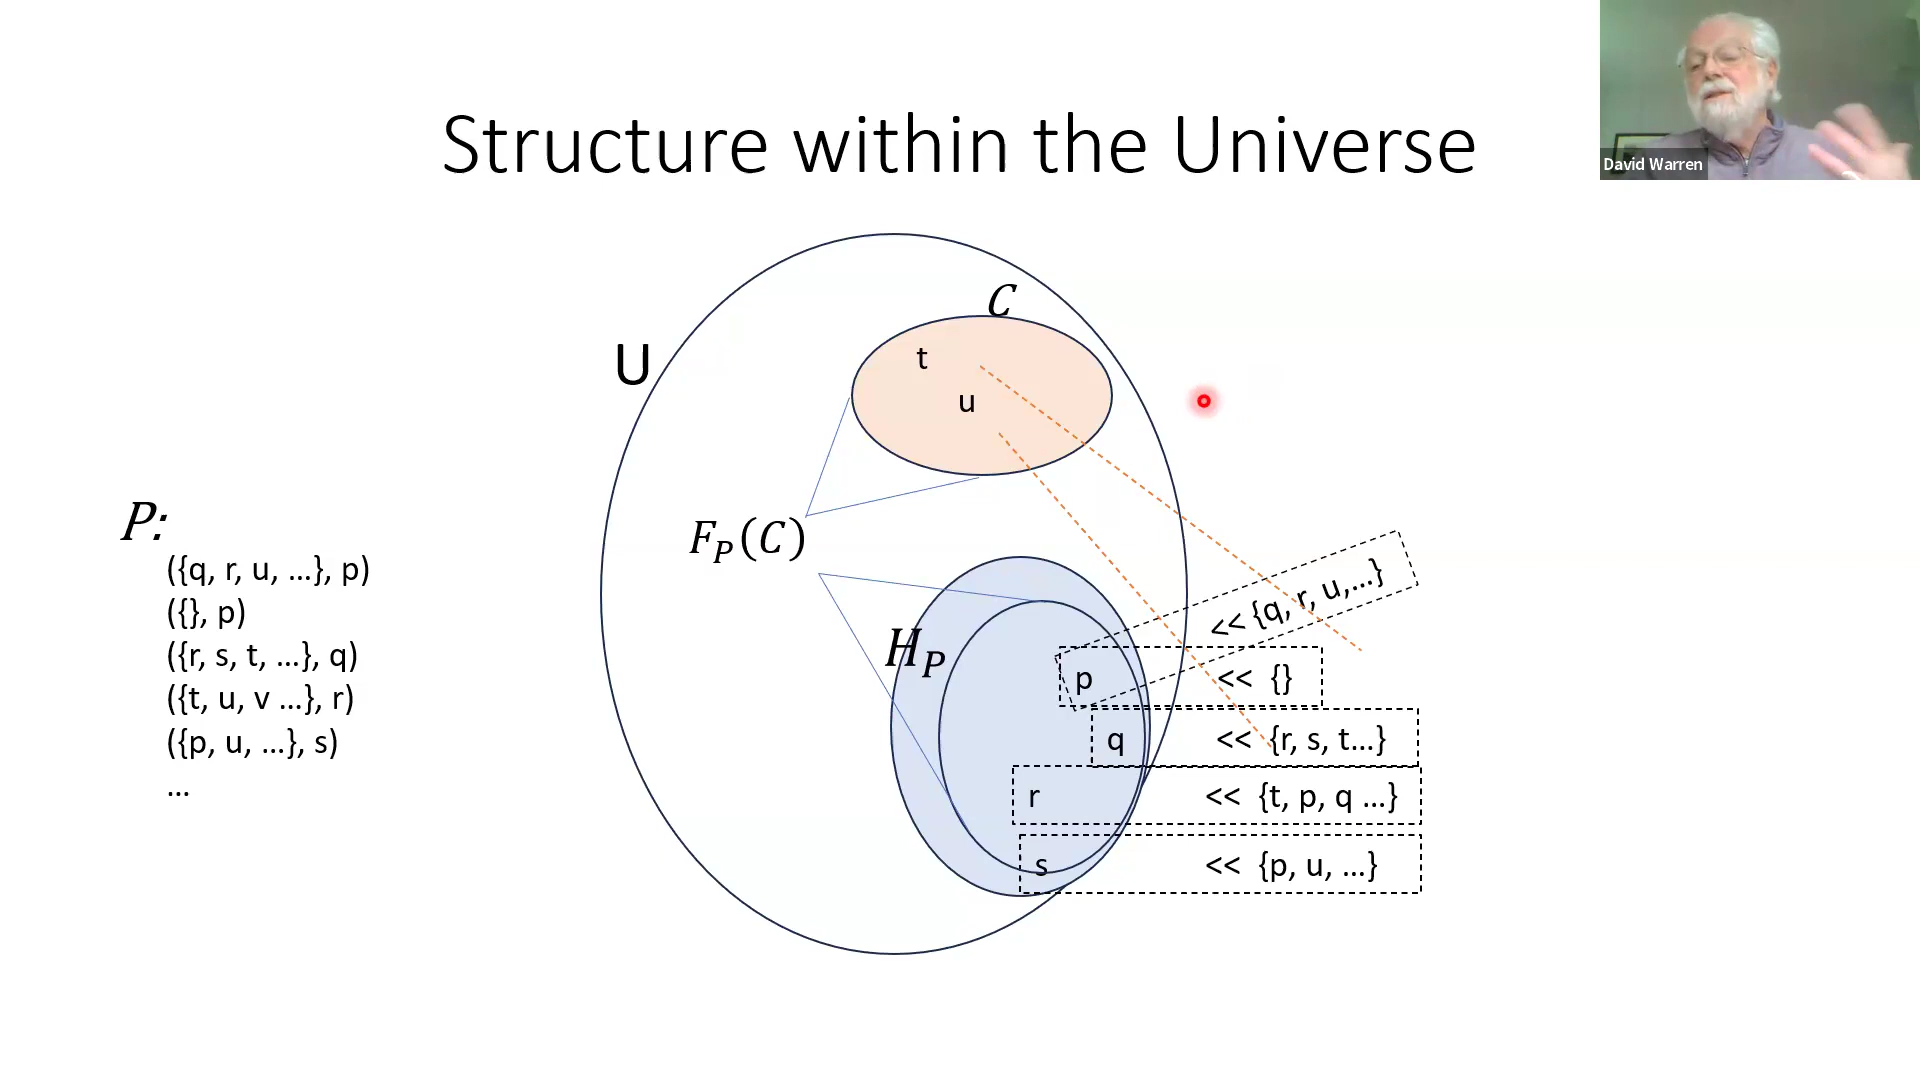 Structure within the Universe
David Warren
C
U
t
u
F_P(C)
P:
({q, r, u, ...}, p)
({}, p)
({r, s, t, ...}, q)
({t, u, v ...}, r)
({p, u, ...}, s)
...
H_P
<< {q, r, u,...}
p << {}
q << {r, s, t...}
r << {t, p, q ...}
s << {p, u, ...}